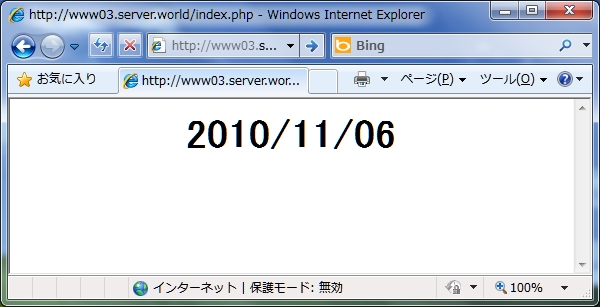 http://www03.server.world/index.php - Windows Internet Explorer
http://www03.s... Bing
お気に入り http://www03.server.wor... ページ(P) ツール(O)
2010/11/06
インターネット | 保護モード: 無効 100%